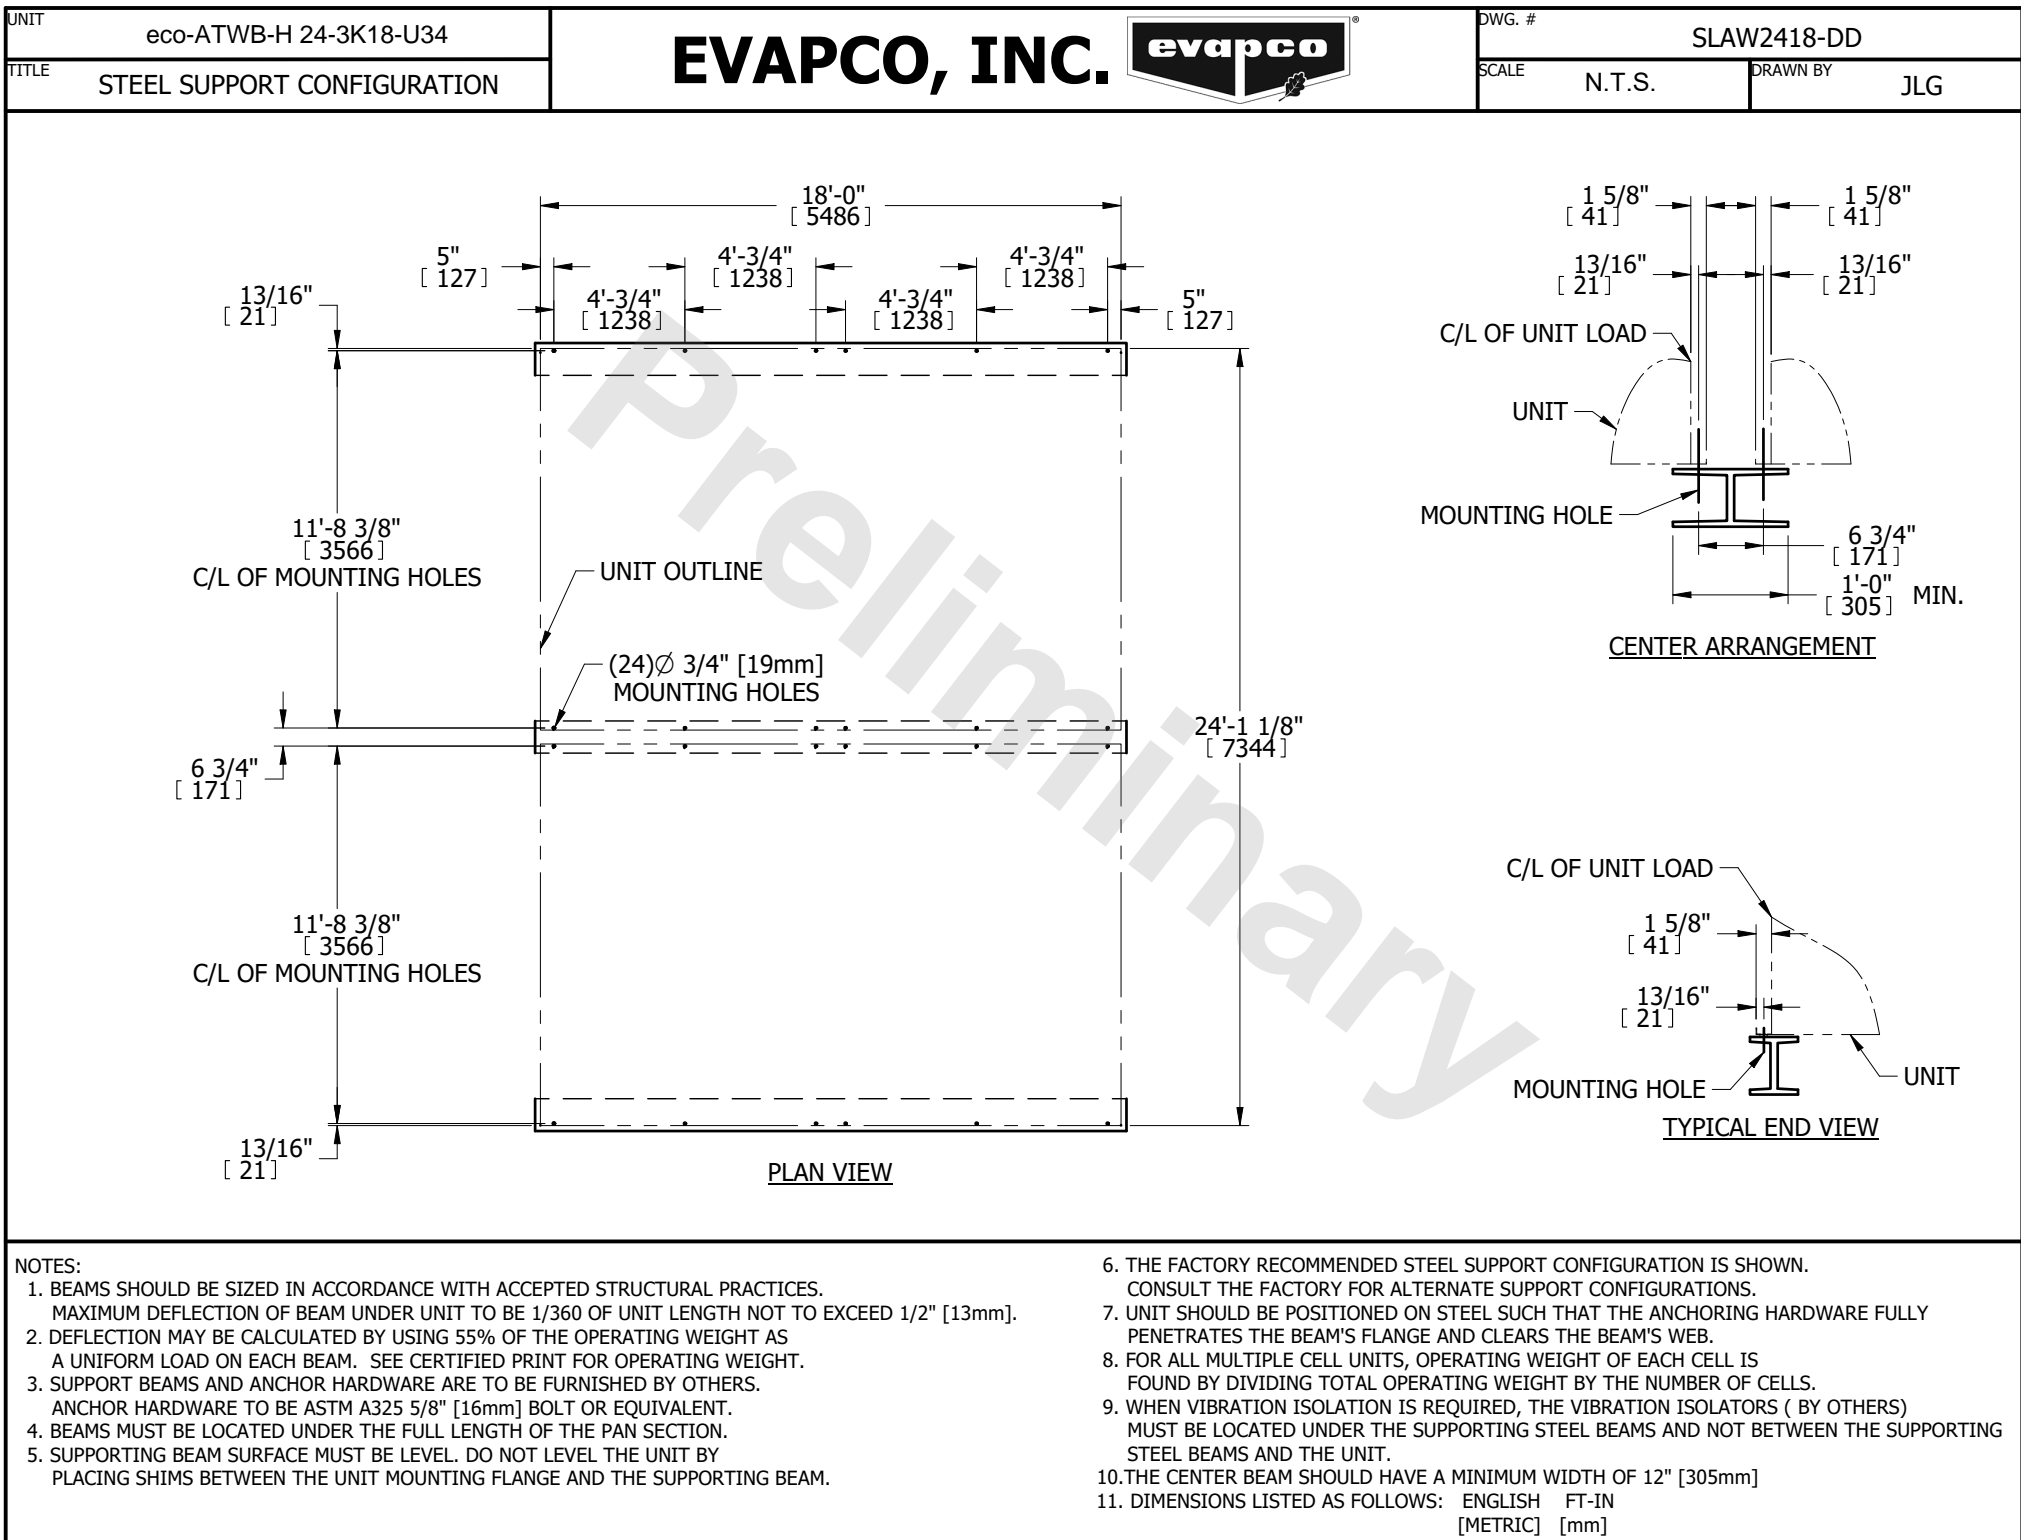 UNIT
eco-ATWB-H 24-3K18-U34
TITLE
STEEL SUPPORT CONFIGURATION
EVAPCO, INC.
evapco
®
DWG. #
SLAW2418-DD
SCALE
N.T.S.
DRAWN BY
JLG
18'-0"
[ 5486 ]
5"
[ 127 ]
4'-3/4"
[ 1238 ]
4'-3/4"
[ 1238 ]
13/16"
[ 21 ]
4'-3/4"
[ 1238 ]
4'-3/4"
[ 1238 ]
5"
[ 127 ]
11'-8 3/8"
[ 3566 ]
C/L OF MOUNTING HOLES
UNIT OUTLINE
(24)∅ 3/4" [19mm]
MOUNTING HOLES
6 3/4"
[ 171 ]
24'-1 1/8"
[ 7344 ]
11'-8 3/8"
[ 3566 ]
C/L OF MOUNTING HOLES
13/16"
[ 21 ]
PLAN VIEW
Preliminary
1 5/8"
[ 41 ]
1 5/8"
[ 41 ]
13/16"
[ 21 ]
13/16"
[ 21 ]
C/L OF UNIT LOAD
UNIT
MOUNTING HOLE
6 3/4"
[ 171 ]
1'-0"
[ 305 ] MIN.
CENTER ARRANGEMENT
C/L OF UNIT LOAD
1 5/8"
[ 41 ]
13/16"
[ 21 ]
MOUNTING HOLE
UNIT
TYPICAL END VIEW
NOTES:
1. BEAMS SHOULD BE SIZED IN ACCORDANCE WITH ACCEPTED STRUCTURAL PRACTICES.
MAXIMUM DEFLECTION OF BEAM UNDER UNIT TO BE 1/360 OF UNIT LENGTH NOT TO EXCEED 1/2" [13mm].
2. DEFLECTION MAY BE CALCULATED BY USING 55% OF THE OPERATING WEIGHT AS
A UNIFORM LOAD ON EACH BEAM. SEE CERTIFIED PRINT FOR OPERATING WEIGHT.
3. SUPPORT BEAMS AND ANCHOR HARDWARE ARE TO BE FURNISHED BY OTHERS.
ANCHOR HARDWARE TO BE ASTM A325 5/8" [16mm] BOLT OR EQUIVALENT.
4. BEAMS MUST BE LOCATED UNDER THE FULL LENGTH OF THE PAN SECTION.
5. SUPPORTING BEAM SURFACE MUST BE LEVEL. DO NOT LEVEL THE UNIT BY
PLACING SHIMS BETWEEN THE UNIT MOUNTING FLANGE AND THE SUPPORTING BEAM.
6. THE FACTORY RECOMMENDED STEEL SUPPORT CONFIGURATION IS SHOWN.
CONSULT THE FACTORY FOR ALTERNATE SUPPORT CONFIGURATIONS.
7. UNIT SHOULD BE POSITIONED ON STEEL SUCH THAT THE ANCHORING HARDWARE FULLY
PENETRATES THE BEAM'S FLANGE AND CLEARS THE BEAM'S WEB.
8. FOR ALL MULTIPLE CELL UNITS, OPERATING WEIGHT OF EACH CELL IS
FOUND BY DIVIDING TOTAL OPERATING WEIGHT BY THE NUMBER OF CELLS.
9. WHEN VIBRATION ISOLATION IS REQUIRED, THE VIBRATION ISOLATORS ( BY OTHERS)
MUST BE LOCATED UNDER THE SUPPORTING STEEL BEAMS AND NOT BETWEEN THE SUPPORTING
STEEL BEAMS AND THE UNIT.
10.THE CENTER BEAM SHOULD HAVE A MINIMUM WIDTH OF 12" [305mm]
11. DIMENSIONS LISTED AS FOLLOWS: ENGLISH FT-IN
[METRIC] [mm]